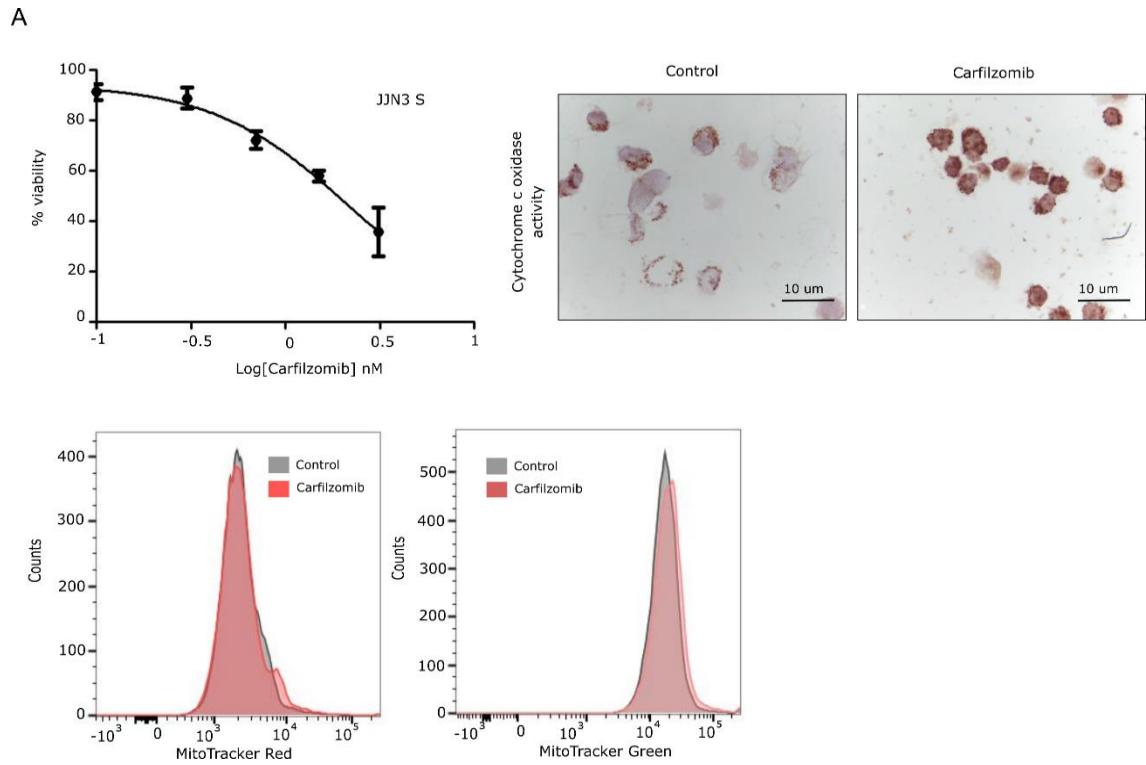 A
100
80
60
40
20
0
% viability
JJN3 S
-1
-0.5
0
0.5
1
Log[Carfilzomib] nM
Control
Carfilzomib
Cytochrome c oxidase
activity
10 um
10 um
400
300
200
100
0
Counts
Control
Carfilzomib
-10³
0
10³
10⁴
10⁵
MitoTracker Red
500
400
300
200
100
0
Counts
Control
Carfilzomib
-10³
0
10³
10⁴
10⁵
MitoTracker Green